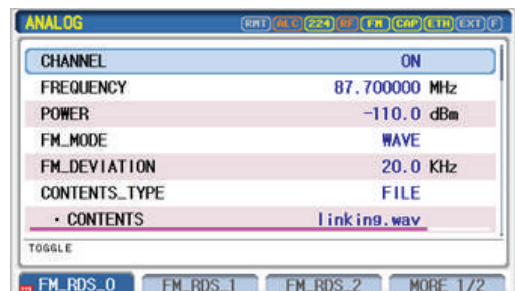 ANALOG RMT ALC 224 RF FM CAP ETH EXT F
CHANNEL ON
FREQUENCY 87.700000 MHz
POWER -110.0 dBm
FM_MODE WAVE
FM_DEVIATION 20.0 KHz
CONTENTS_TYPE FILE
· CONTENTS linking.wav
TOGGLE
FM_RDS_0 FM_RDS_1 FM_RDS_2 MORE 1/2